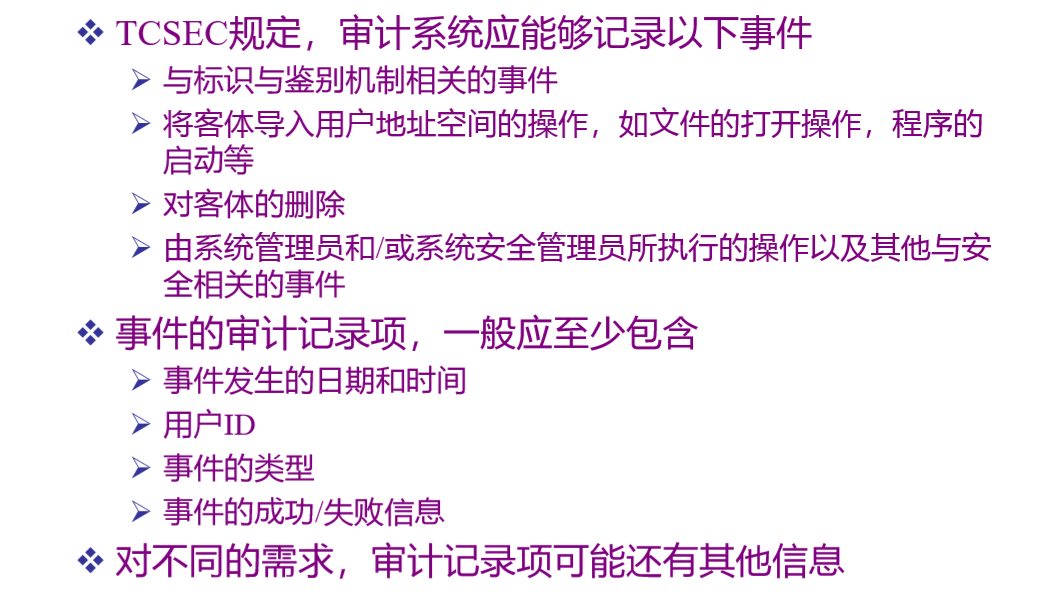 TCSEC规定，审计系统应能够记录以下事件
与标识与鉴别机制相关的事件
将客体导入用户地址空间的操作，如文件的打开操作，程序的
启动等
对客体的删除
由系统管理员和/或系统安全管理员所执行的操作以及其他与安
全相关的事件
事件的审计记录项，一般应至少包含
事件发生的日期和时间
用户ID
事件的类型
事件的成功/失败信息
对不同的需求，审计记录项可能还有其他信息